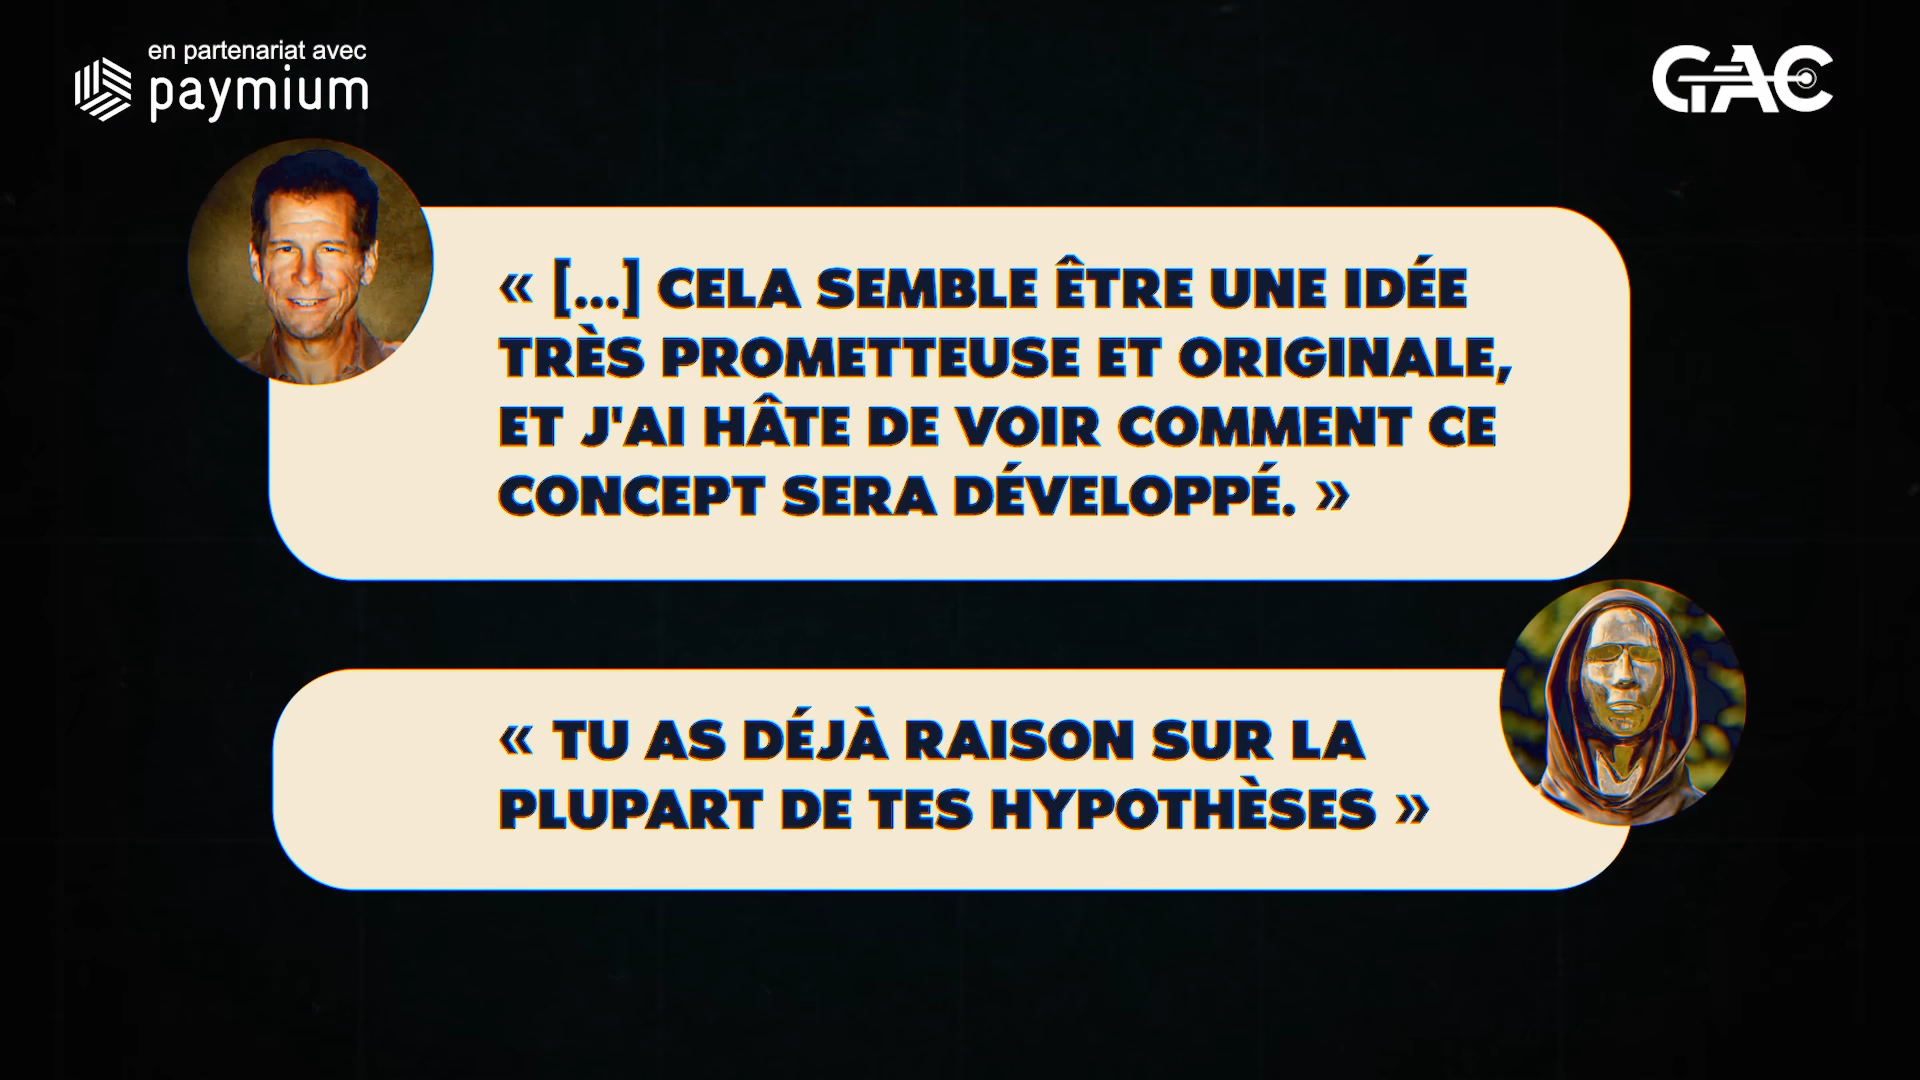 en partenariat avec
paymium
GAC
« [...] CELA SEMBLE ÊTRE UNE IDÉE
TRÈS PROMETTEUSE ET ORIGINALE,
ET J'AI HÂTE DE VOIR COMMENT CE
CONCEPT SERA DÉVELOPPÉ. »
« TU AS DÉJÀ RAISON SUR LA
PLUPART DE TES HYPOTHÈSES »